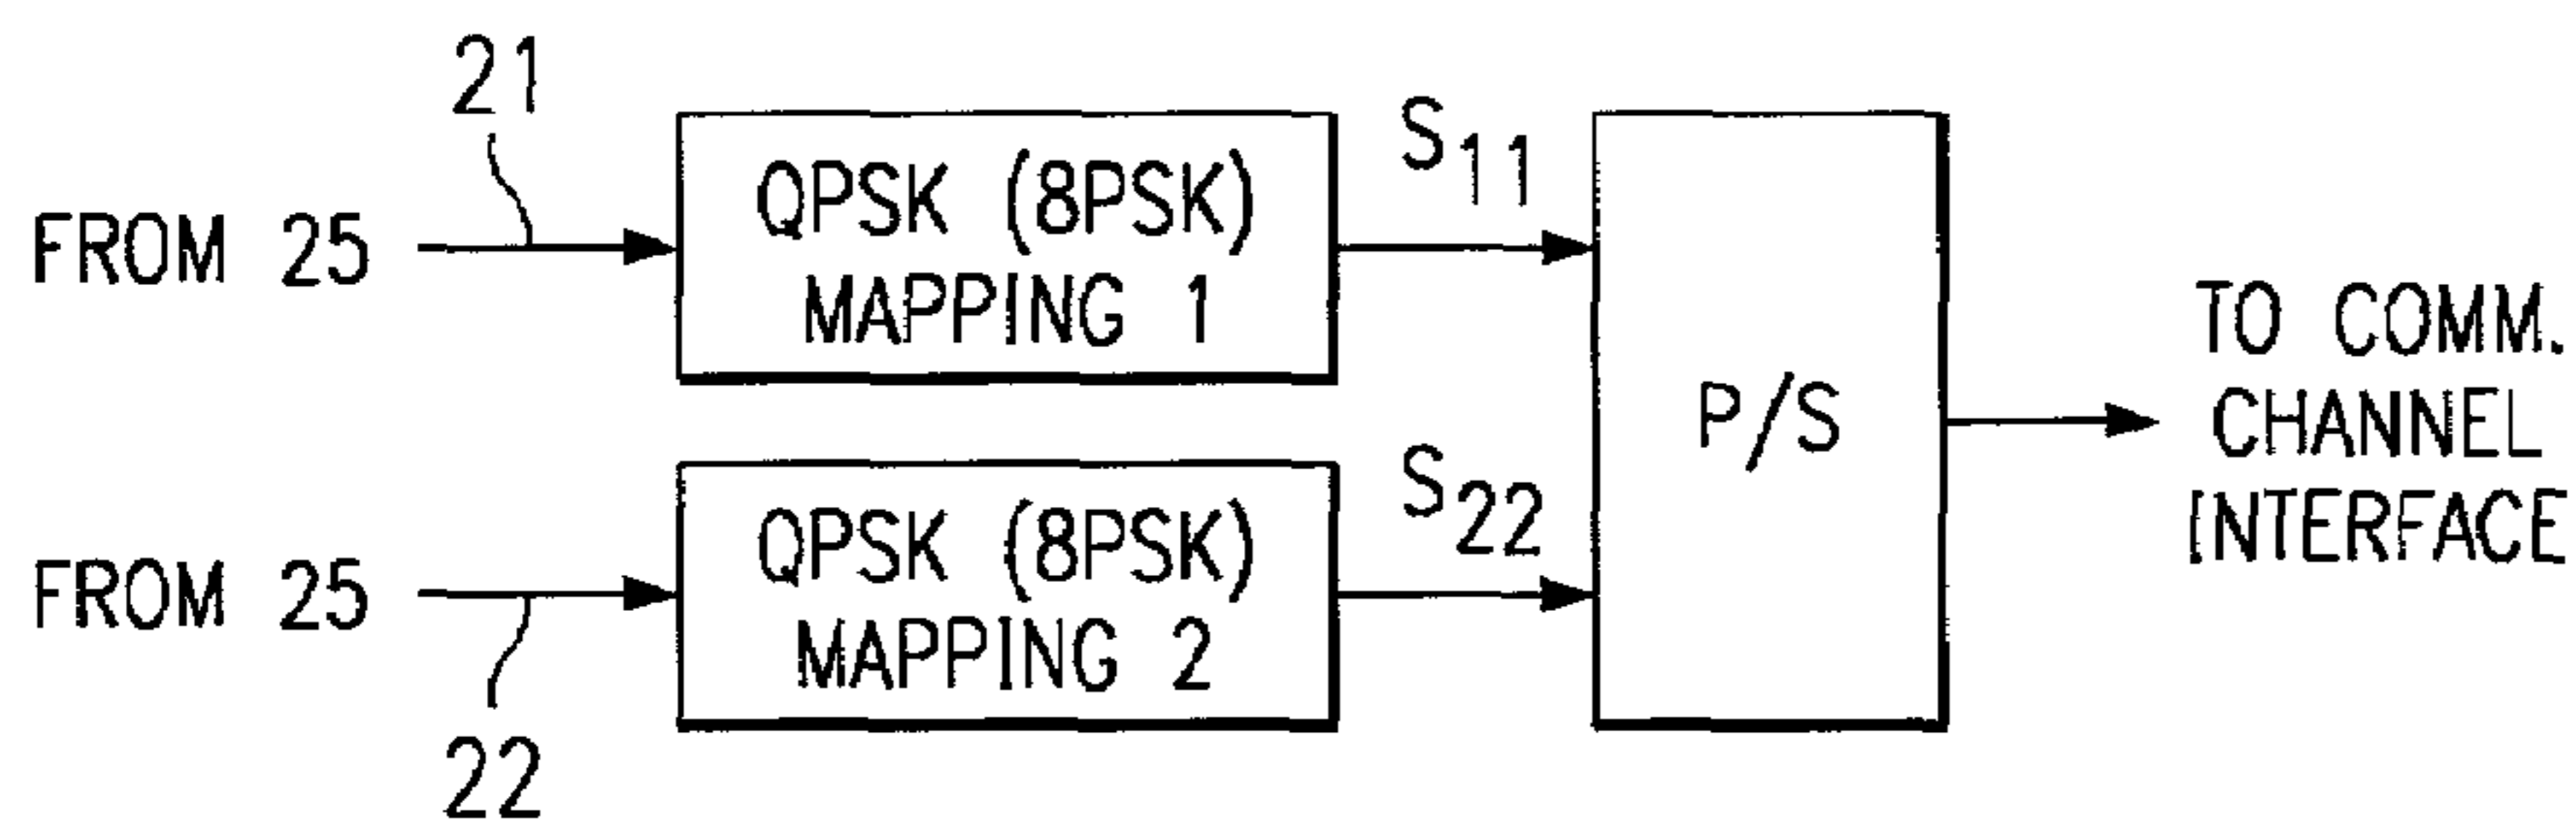 21
FROM 25
QPSK (8PSK)
MAPPING 1
S11
FROM 25
22
QPSK (8PSK)
MAPPING 2
S22
P/S
TO COMM.
CHANNEL
INTERFACE